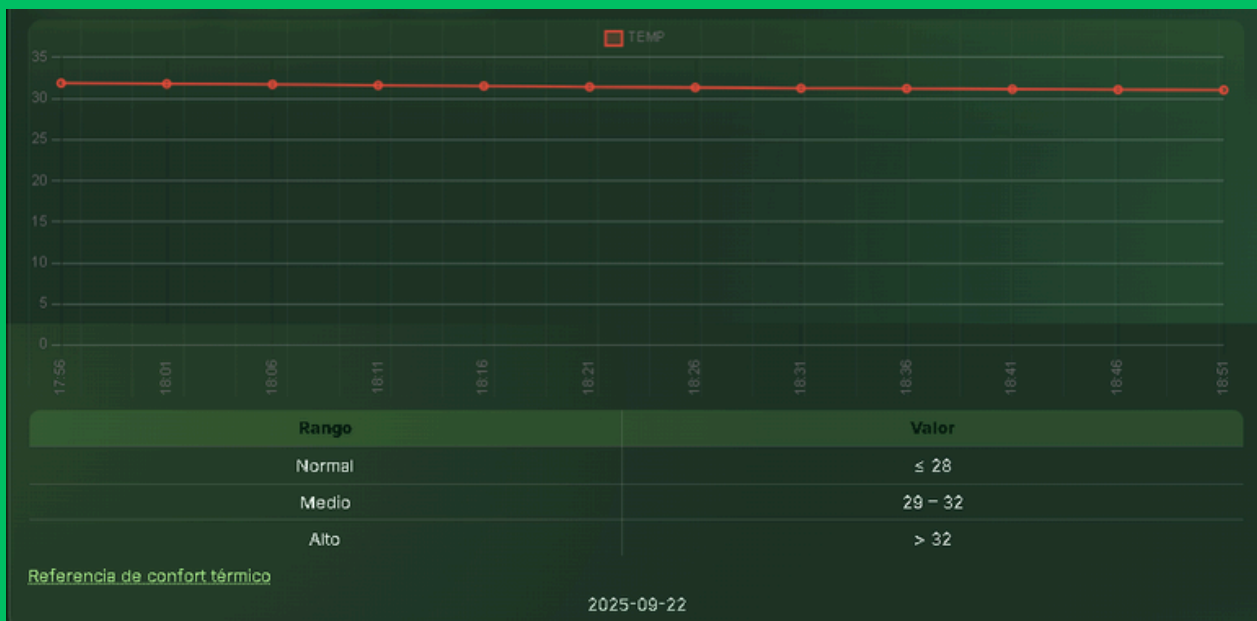 TEMP
35
30
25
20
15
10
5
0
17:56 18:01 18:06 18:11 18:16 18:21 18:26 18:31 18:36 18:41 18:46 18:51
Rango Valor
Normal ≤ 28
Medio 29 – 32
Alto > 32
Referencia de confort térmico
2025-09-22